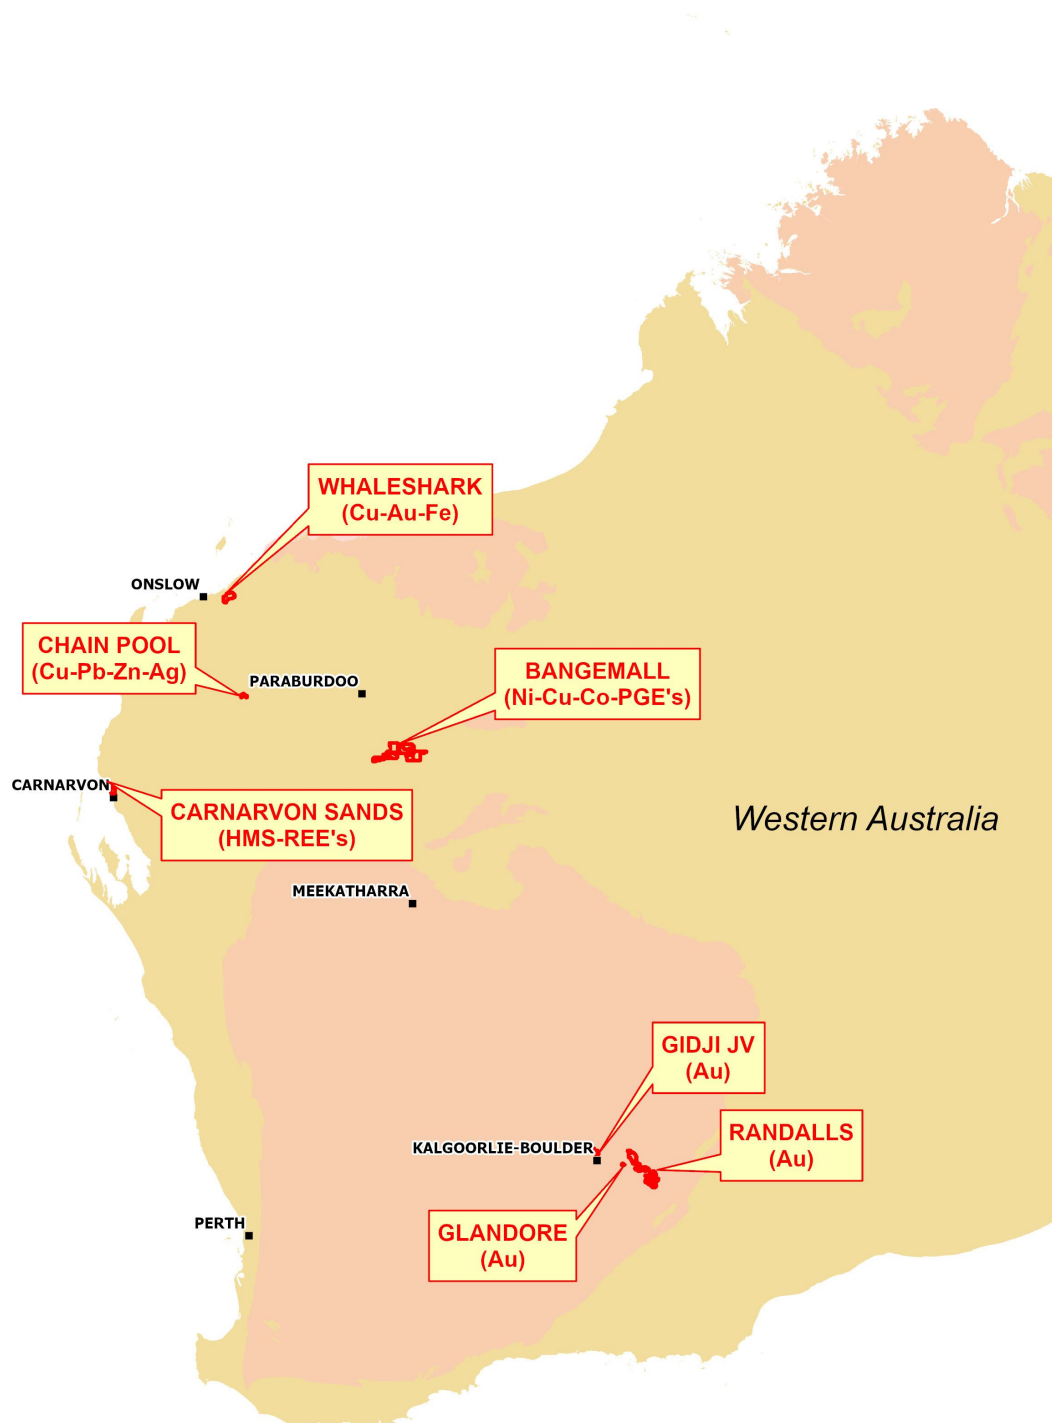 WHALESHARK
(Cu-Au-Fe)
ONSLOW
CHAIN POOL
(Cu-Pb-Zn-Ag)
PARABURDOO
BANGEMALL
(Ni-Cu-Co-PGE's)
CARNARVON
CARNARVON SANDS
(HMS-REE's)
Western Australia
MEEKATHARRA
GIDJI JV
(Au)
KALGOORLIE-BOULDER
RANDALLS
(Au)
PERTH
GLANDORE
(Au)